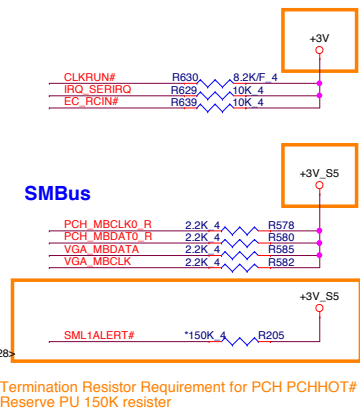 +3V
CLKRUN# R630 8.2K/F_4
IRQ_SERIRQ R629 10K_4
EC_RCIN# R639 10K_4
+3V_S5
SMBus
PCH_MBCLK0_R 2.2K_4 R578
PCH_MBDAT0_R 2.2K_4 R580
VGA_MBDATA 2.2K_4 R585
VGA_MBCLK 2.2K_4 R582
+3V_S5
SML1ALERT# *150K_4 R205
28>
Termination Resistor Requirement for PCH PCHHOT#
Reserve PU 150K resister